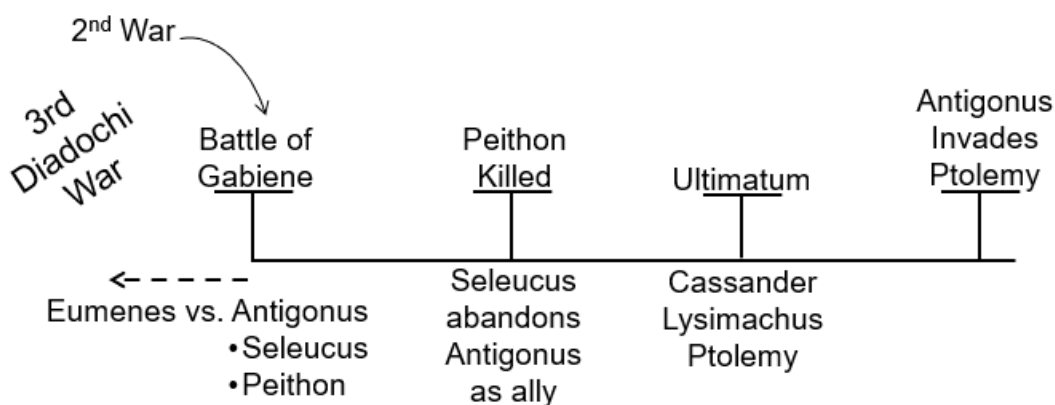 2nd War
3rd
Diadochi
War
Battle of
Gabiene
Peithon
Killed
Ultimatum
Antigonus
Invades
Ptolemy
Eumenes vs. Antigonus
•Seleucus
•Peithon
Seleucus
abandons
Antigonus
as ally
Cassander
Lysimachus
Ptolemy